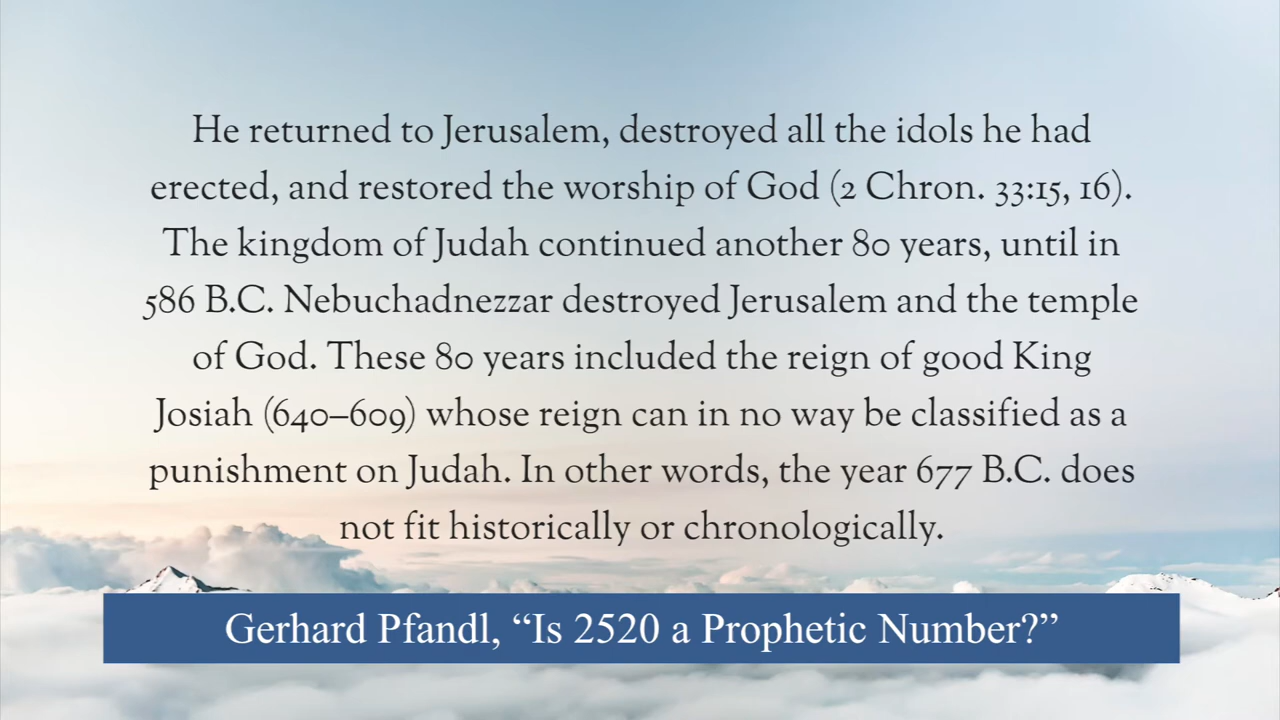 He returned to Jerusalem, destroyed all the idols he had
erected, and restored the worship of God (2 Chron. 33:15, 16).
The kingdom of Judah continued another 80 years, until in
586 B.C. Nebuchadnezzar destroyed Jerusalem and the temple
of God. These 80 years included the reign of good King
Josiah (640–609) whose reign can in no way be classified as a
punishment on Judah. In other words, the year 677 B.C. does
not fit historically or chronologically.
Gerhard Pfandl, “Is 2520 a Prophetic Number?”